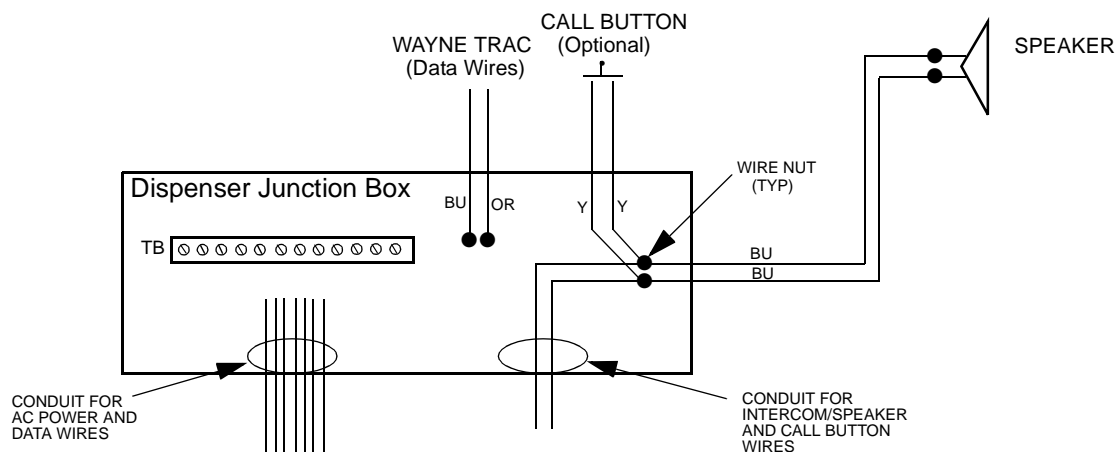 CALL BUTTON
(Optional)
WAYNE TRAC
(Data Wires)
SPEAKER
WIRE NUT
(TYP)
Dispenser Junction Box
BU
OR
Y
Y
TB
BU
BU
CONDUIT FOR
AC POWER AND
DATA WIRES
CONDUIT FOR
INTERCOM/SPEAKER
AND CALL BUTTON
WIRES